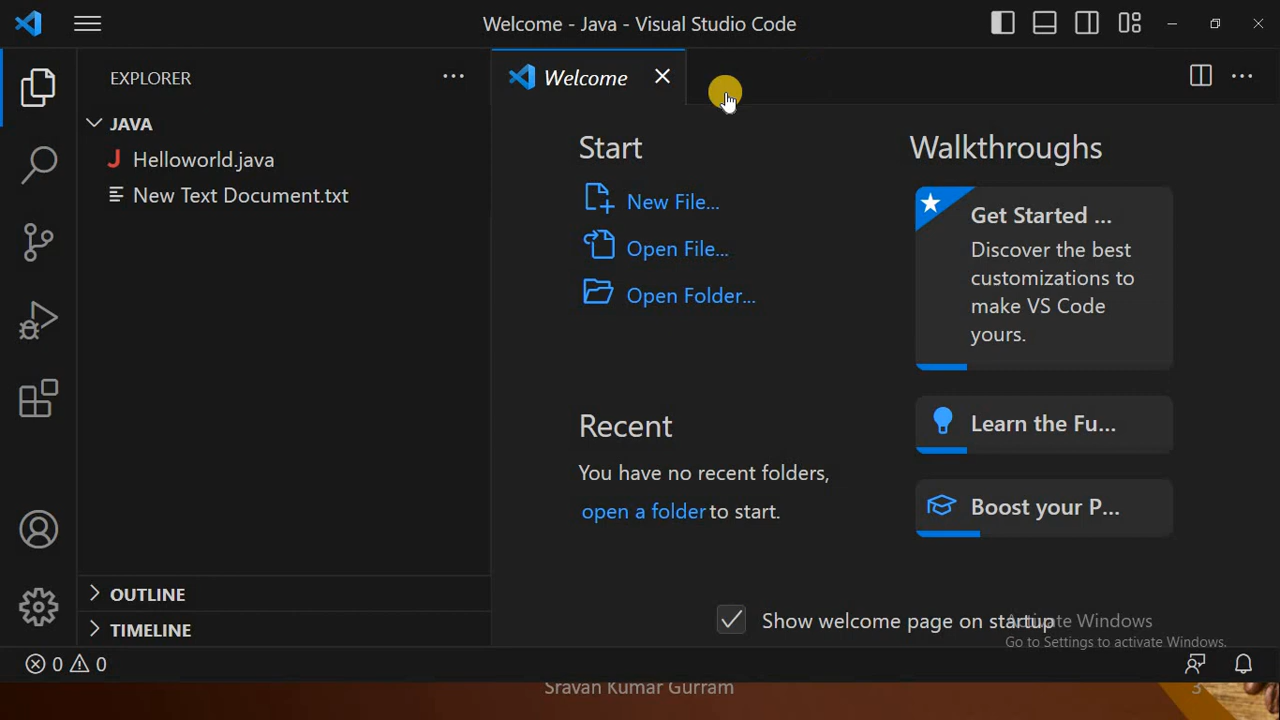 Welcome - Java - Visual Studio Code
EXPLORER
JAVA
Helloworld.java
New Text Document.txt
OUTLINE
TIMELINE
Welcome
Start
New File...
Open File...
Open Folder...
Recent
You have no recent folders,
open a folder to start.
Walkthroughs
Get Started ...
Discover the best
customizations to
make VS Code
yours.
Learn the Fu...
Boost your P...
Show welcome page on startup
Activate Windows
Go to Settings to activate Windows.
0 0
Sravan Kumar Gurram
3